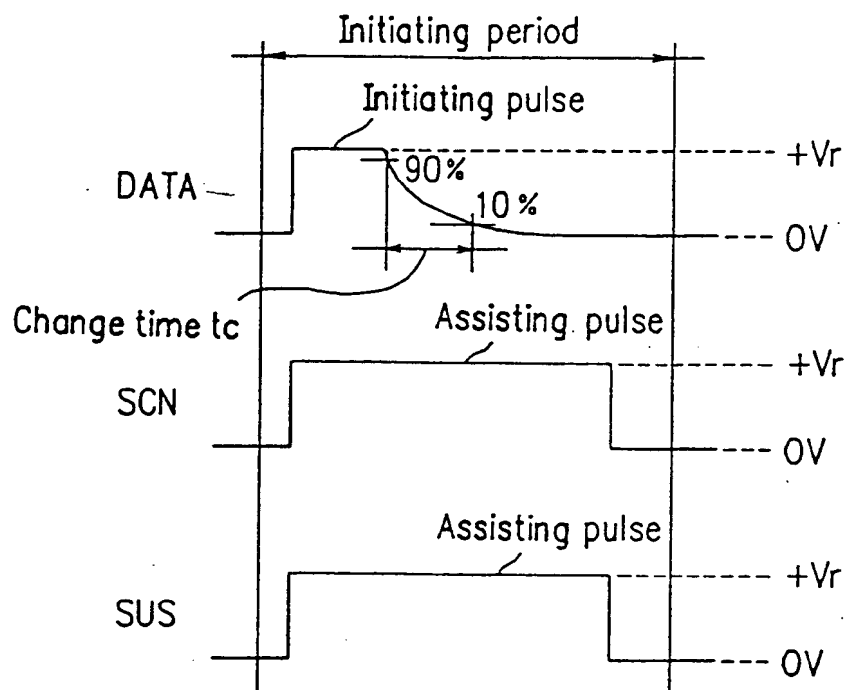 Initiating period
Initiating pulse
+Vr
90%
DATA
10%
0V
Change time tc
Assisting pulse
+Vr
SCN
0V
Assisting pulse
+Vr
SUS
0V